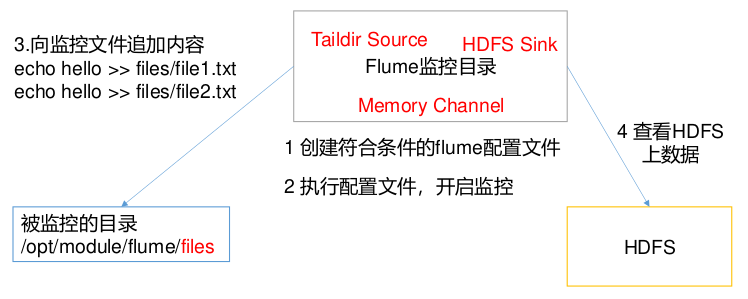 3.向监控文件追加内容
echo hello >> files/file1.txt
echo hello >> files/file2.txt
Taildir Source
HDFS Sink
Flume监控目录
Memory Channel
1 创建符合条件的flume配置文件
2 执行配置文件，开启监控
4 查看HDFS
上数据
被监控的目录
/opt/module/flume/files
HDFS